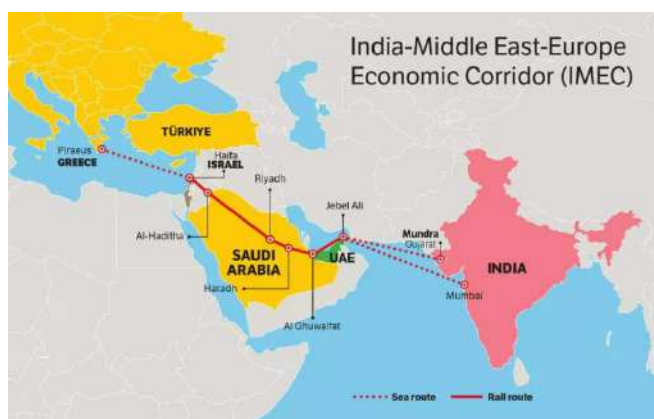 India-Middle East-Europe
Economic Corridor (IMEC)
TÜRKIYE
Piraeus
GREECE
Haifa
ISRAEL
Riyadh
Jebel Ali
Al-Haditha
SAUDI
ARABIA
UAE
Mundra
Gujarat
INDIA
Haradh
Mumbai
Al Ghuwaifat
Sea route
Rail route